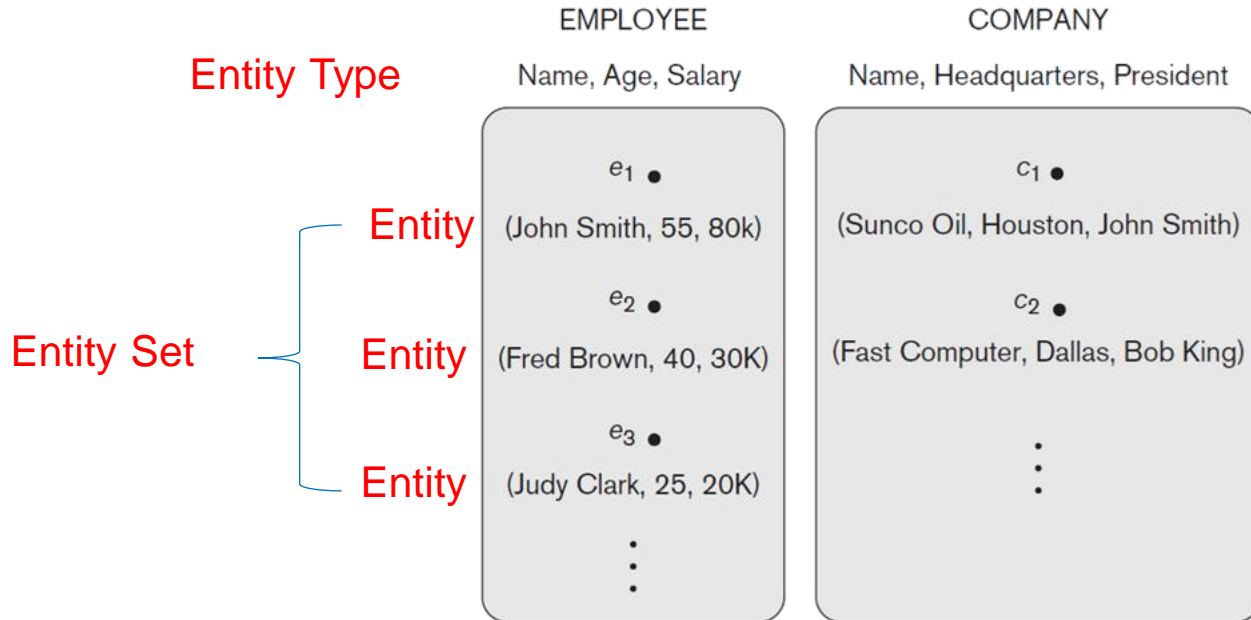 EMPLOYEE COMPANY
Entity Type Name, Age, Salary Name, Headquarters, President
e1 c1
Entity (John Smith, 55, 80k) (Sunco Oil, Houston, John Smith)
e2 c2
Entity Set Entity (Fred Brown, 40, 30K) (Fast Computer, Dallas, Bob King)
e3
Entity (Judy Clark, 25, 20K)